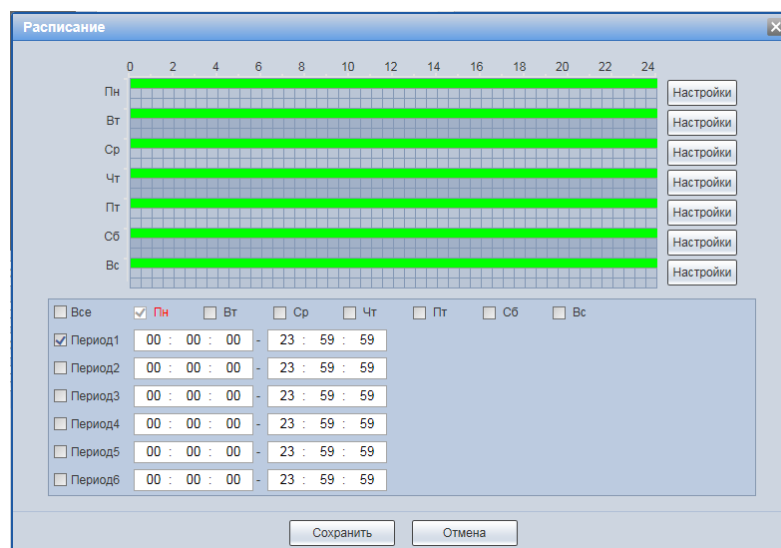 Расписание
0 2 4 6 8 10 12 14 16 18 20 22 24
Пн Настройки
Вт Настройки
Ср Настройки
Чт Настройки
Пт Настройки
Сб Настройки
Вс Настройки
Все Пн Вт Ср Чт Пт Сб Вс
Период1 00 : 00 : 00 - 23 : 59 : 59
Период2 00 : 00 : 00 - 23 : 59 : 59
Период3 00 : 00 : 00 - 23 : 59 : 59
Период4 00 : 00 : 00 - 23 : 59 : 59
Период5 00 : 00 : 00 - 23 : 59 : 59
Период6 00 : 00 : 00 - 23 : 59 : 59
Сохранить Отмена